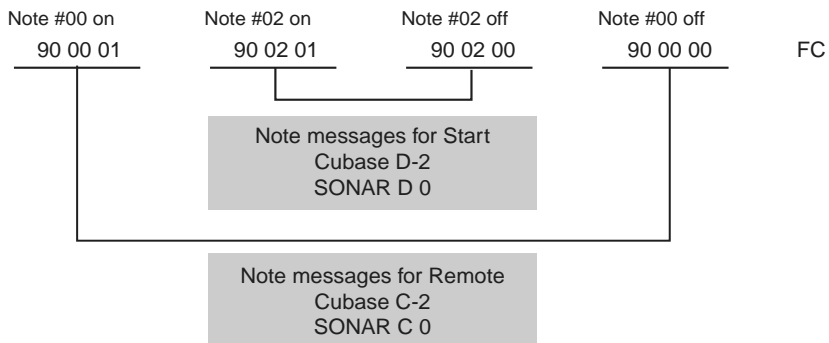 Note #00 on Note #02 on Note #02 off Note #00 off
90 00 01 90 02 01 90 02 00 90 00 00 FC
Note messages for Start
Cubase D-2
SONAR D 0
Note messages for Remote
Cubase C-2
SONAR C 0